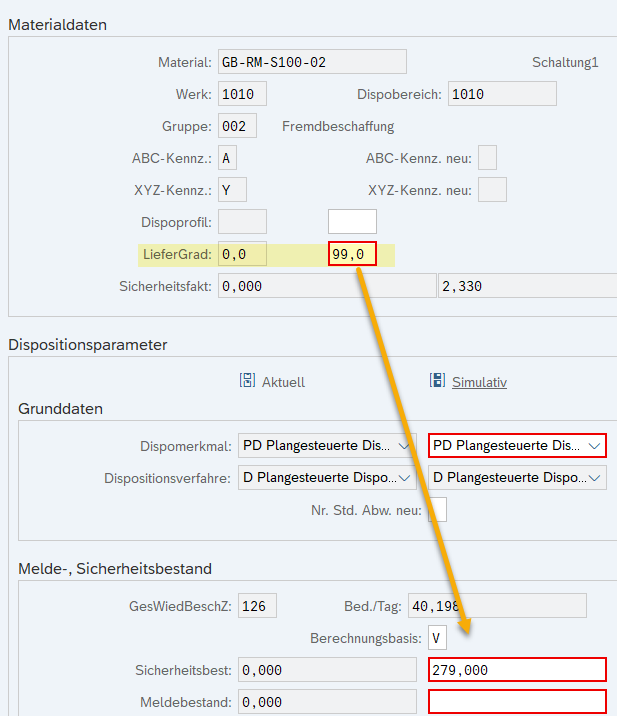 Materialdaten
Material: GB-RM-S100-02 Schaltung1
Werk: 1010 Dispobereich: 1010
Gruppe: 002 Fremdbeschaffung
ABC-Kennz.: A ABC-Kennz. neu:
XYZ-Kennz.: Y XYZ-Kennz. neu:
Dispoprofil:
LieferGrad: 0,0 99,0
Sicherheitsfakt: 0,000 2,330
Dispositionsparameter
Aktuell Simulativ
Grunddaten
Dispomerkmal: PD Plangesteuerte Dis... PD Plangesteuerte Dis...
Dispositionsverfahre: D Plangesteuerte Dispo... D Plangesteuerte Dispo...
Nr. Std. Abw. neu:
Melde-, Sicherheitsbestand
GesWiedBeschZ: 126 Bed./Tag: 40,198
Berechnungsbasis: V
Sicherheitsbest: 0,000 279,000
Meldebestand: 0,000